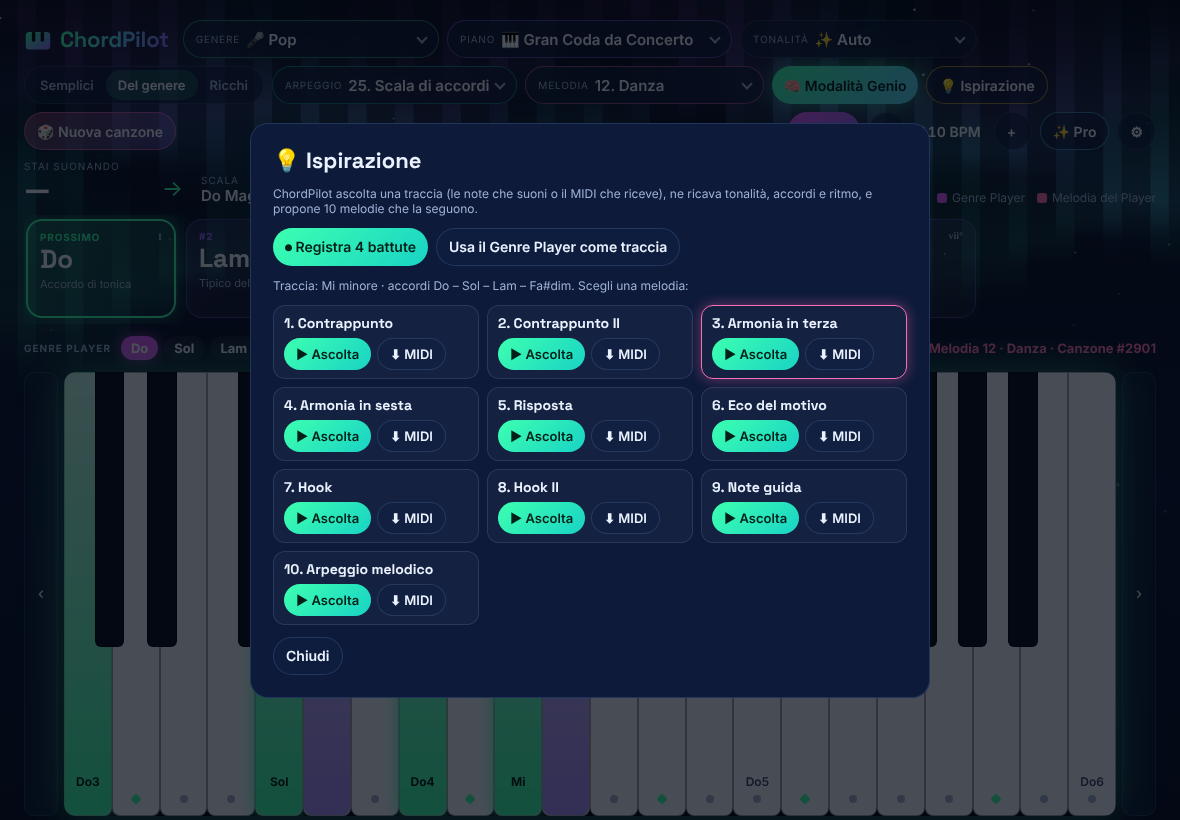 ChordPilot
GENERE 🎤 Pop
PIANO 🎹 Gran Coda da Concerto
TONALITÀ ✨ Auto
Semplici
Del genere
Ricchi
ARPEGGIO 25. Scala di accordi
MELODIA 12. Danza
🧠 Modalità Genio
💡 Ispirazione
🎲 Nuova canzone
10 BPM
+
✨ Pro
⚙
STAI SUONANDO
—
→
SCALA
Do Mag
Genre Player
Melodia del Player
PROSSIMO
I
Do
Accordo di tonica
#2
Lam
Tipico del
vii°
GENRE PLAYER
Do
Sol
Lam
Melodia 12 · Danza · Canzone #2901
💡 Ispirazione
ChordPilot ascolta una traccia (le note che suoni o il MIDI che riceve), ne ricava tonalità, accordi e ritmo, e
propone 10 melodie che la seguono.
● Registra 4 battute
Usa il Genre Player come traccia
Traccia: Mi minore · accordi Do – Sol – Lam – Fa#dim. Scegli una melodia:
1. Contrappunto
▶ Ascolta
⬇ MIDI
2. Contrappunto II
▶ Ascolta
⬇ MIDI
3. Armonia in terza
▶ Ascolta
⬇ MIDI
4. Armonia in sesta
▶ Ascolta
⬇ MIDI
5. Risposta
▶ Ascolta
⬇ MIDI
6. Eco del motivo
▶ Ascolta
⬇ MIDI
7. Hook
▶ Ascolta
⬇ MIDI
8. Hook II
▶ Ascolta
⬇ MIDI
9. Note guida
▶ Ascolta
⬇ MIDI
10. Arpeggio melodico
▶ Ascolta
⬇ MIDI
Chiudi
‹
›
Do3
Sol
Do4
Mi
Do5
Do6